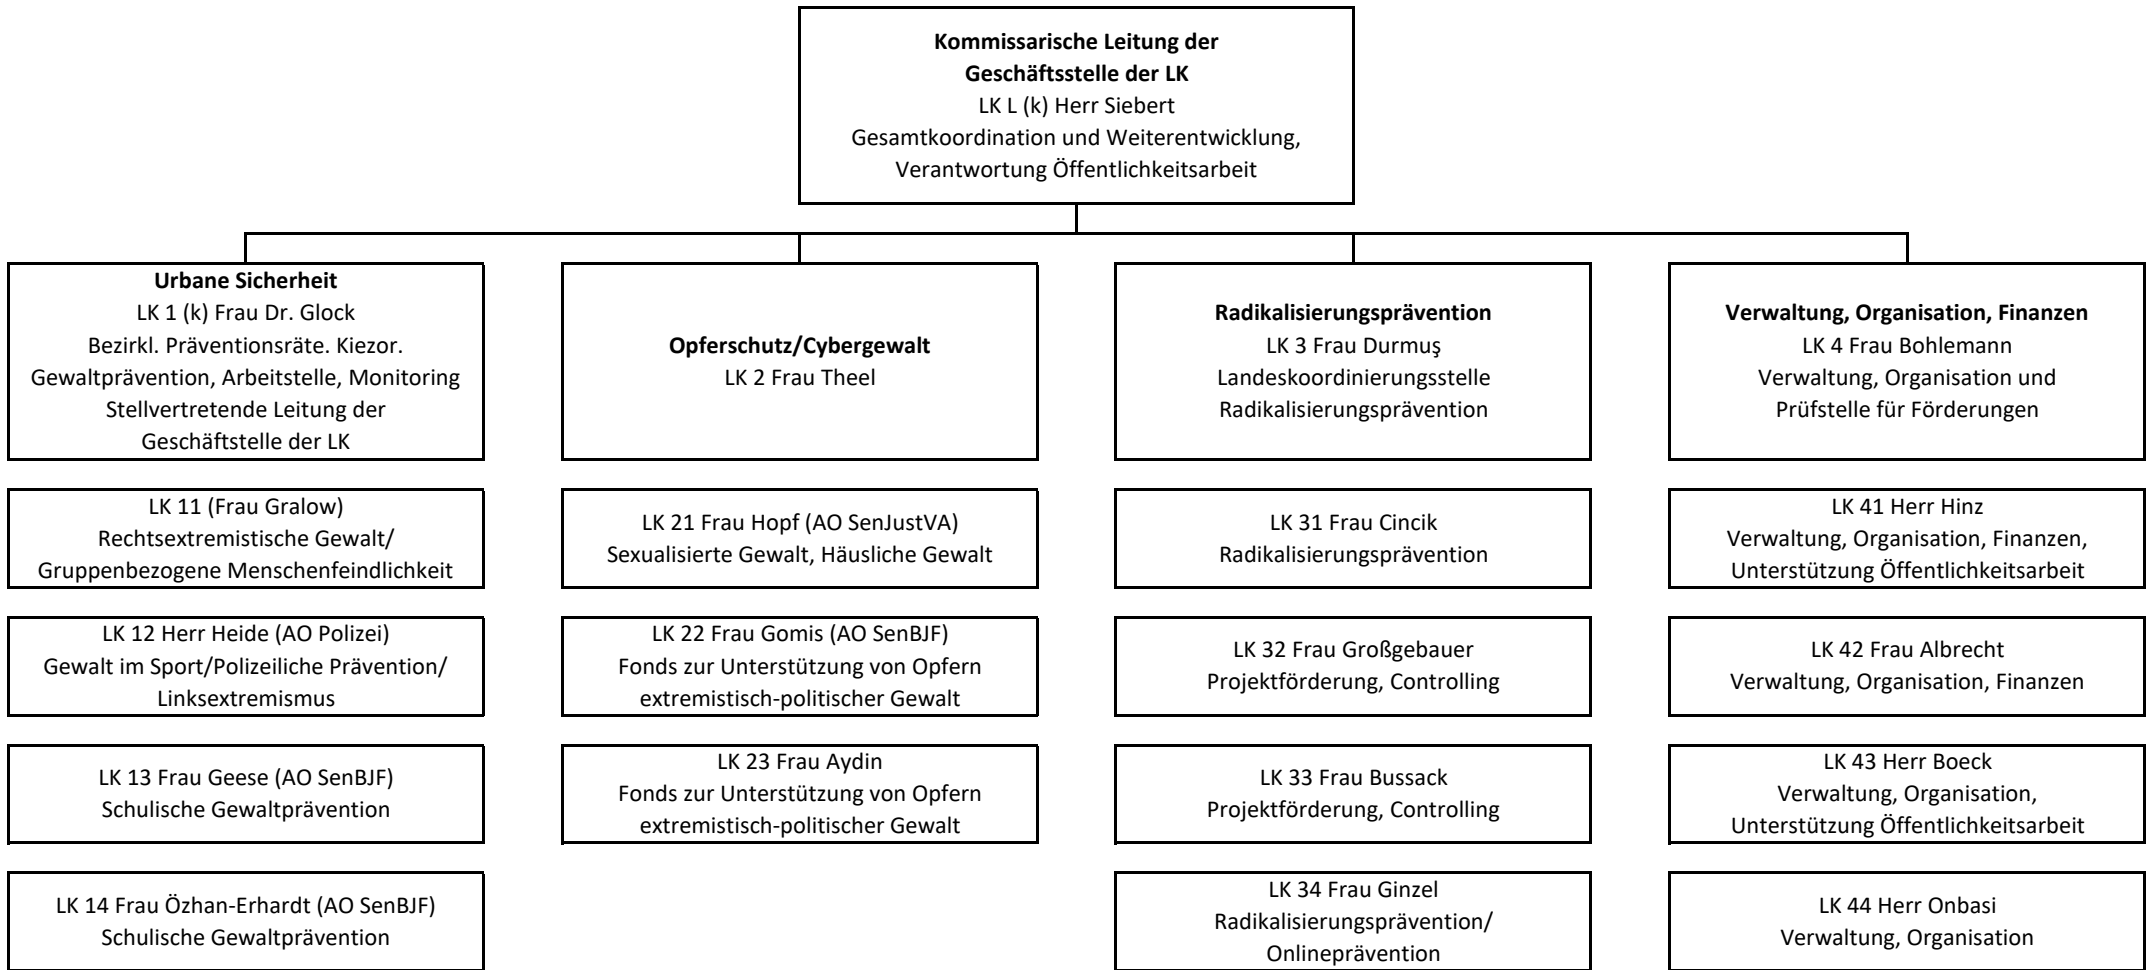 Kommissarische Leitung der
Geschäftsstelle der LK
LK L (k) Herr Siebert
Gesamtkoordination und Weiterentwicklung,
Verantwortung Öffentlichkeitsarbeit
Urbane Sicherheit
LK 1 (k) Frau Dr. Glock
Bezirkl. Präventionsräte. Kiezor.
Gewaltprävention, Arbeitstelle, Monitoring
Stellvertretende Leitung der
Geschäftstelle der LK
Opferschutz/Cybergewalt
LK 2 Frau Theel
Radikalisierungsprävention
LK 3 Frau Durmuş
Landeskoordinierungsstelle
Radikalisierungsprävention
Verwaltung, Organisation, Finanzen
LK 4 Frau Bohlemann
Verwaltung, Organisation und
Prüfstelle für Förderungen
LK 11 (Frau Gralow)
Rechtsextremistische Gewalt/
Gruppenbezogene Menschenfeindlichkeit
LK 21 Frau Hopf (AO SenJustVA)
Sexualisierte Gewalt, Häusliche Gewalt
LK 31 Frau Cincik
Radikalisierungsprävention
LK 41 Herr Hinz
Verwaltung, Organisation, Finanzen,
Unterstützung Öffentlichkeitsarbeit
LK 12 Herr Heide (AO Polizei)
Gewalt im Sport/Polizeiliche Prävention/
Linksextremismus
LK 22 Frau Gomis (AO SenBJF)
Fonds zur Unterstützung von Opfern
extremistisch-politischer Gewalt
LK 32 Frau Großgebauer
Projektförderung, Controlling
LK 42 Frau Albrecht
Verwaltung, Organisation, Finanzen
LK 13 Frau Geese (AO SenBJF)
Schulische Gewaltprävention
LK 23 Frau Aydin
Fonds zur Unterstützung von Opfern
extremistisch-politischer Gewalt
LK 33 Frau Bussack
Projektförderung, Controlling
LK 43 Herr Boeck
Verwaltung, Organisation,
Unterstützung Öffentlichkeitsarbeit
LK 14 Frau Özhan-Erhardt (AO SenBJF)
Schulische Gewaltprävention
LK 34 Frau Ginzel
Radikalisierungsprävention/
Onlineprävention
LK 44 Herr Onbasi
Verwaltung, Organisation